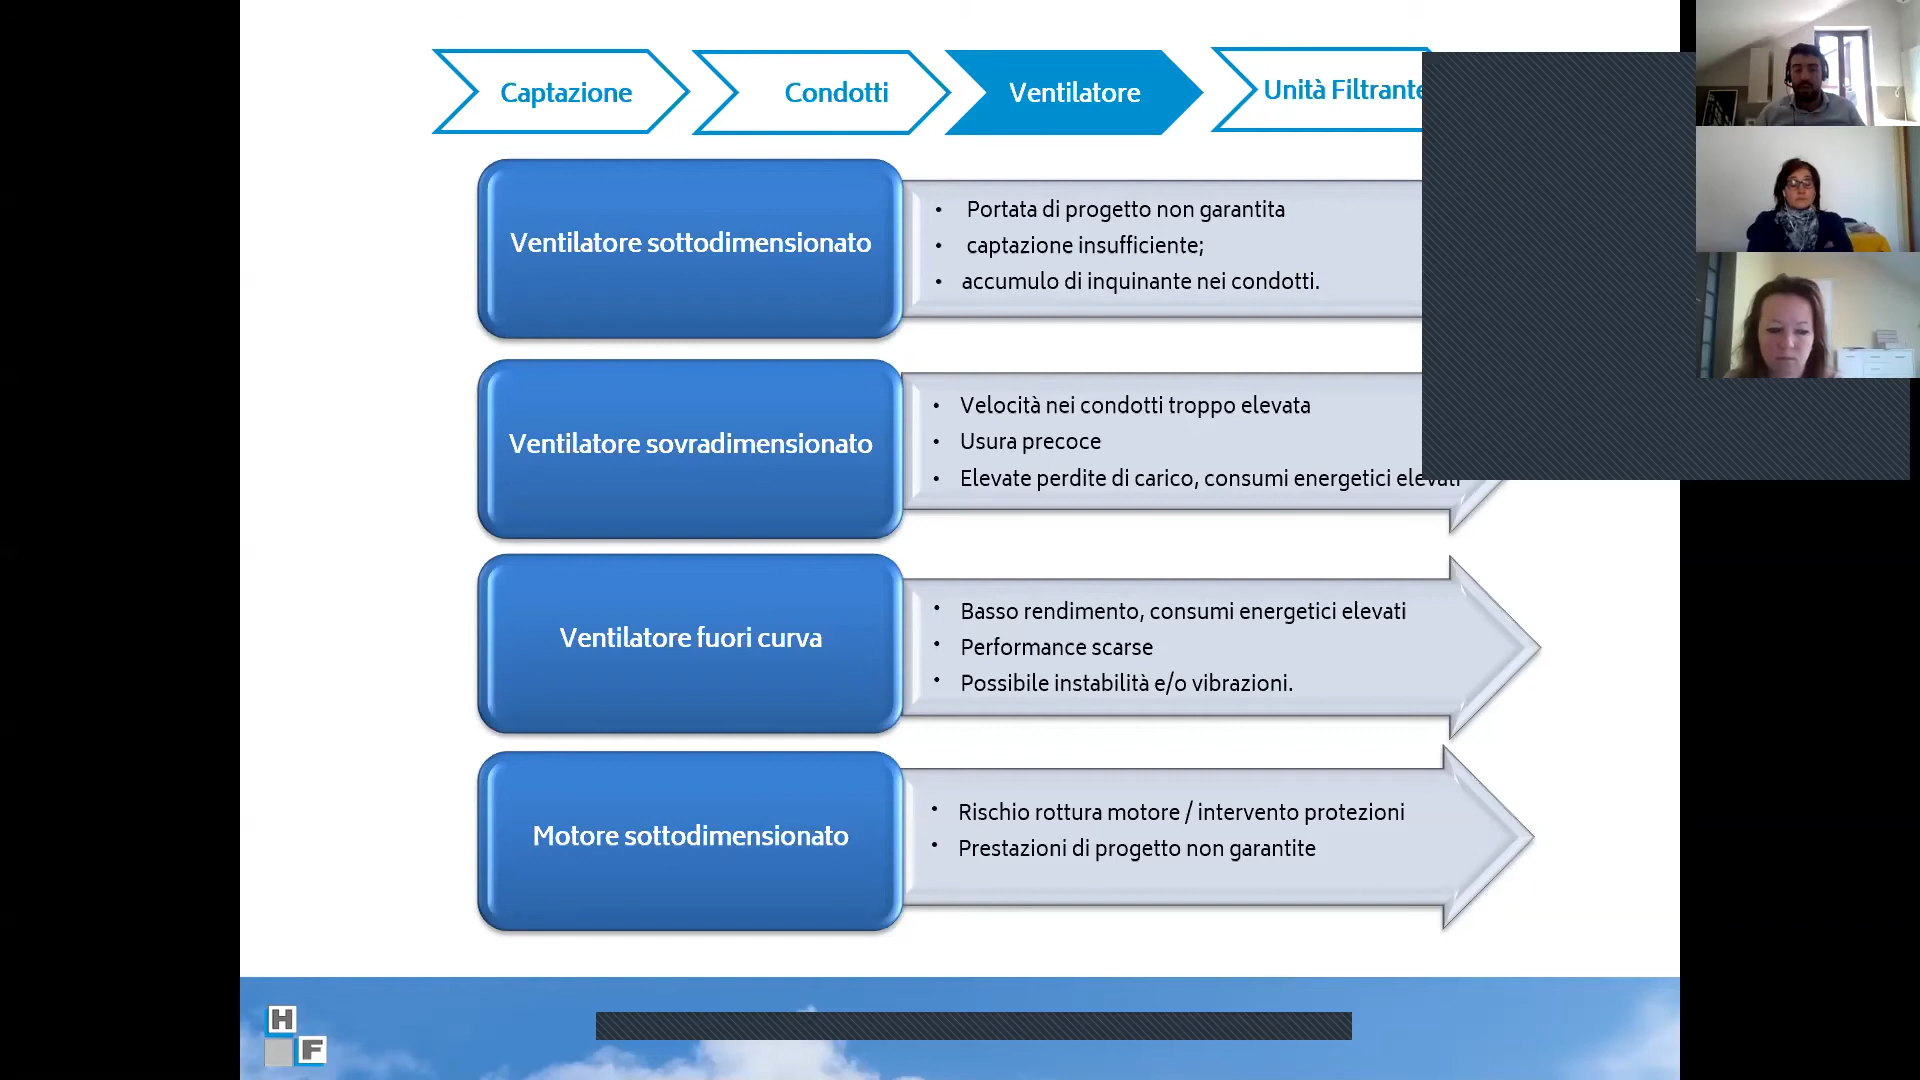 Captazione
Condotti
Ventilatore
Unità Filtrante
Ventilatore sottodimensionato
• Portata di progetto non garantita
• captazione insufficiente;
• accumulo di inquinante nei condotti.
Ventilatore sovradimensionato
• Velocità nei condotti troppo elevata
• Usura precoce
• Elevate perdite di carico, consumi energetici elevati
Ventilatore fuori curva
• Basso rendimento, consumi energetici elevati
• Performance scarse
• Possibile instabilità e/o vibrazioni.
Motore sottodimensionato
• Rischio rottura motore / intervento protezioni
• Prestazioni di progetto non garantite
H
F